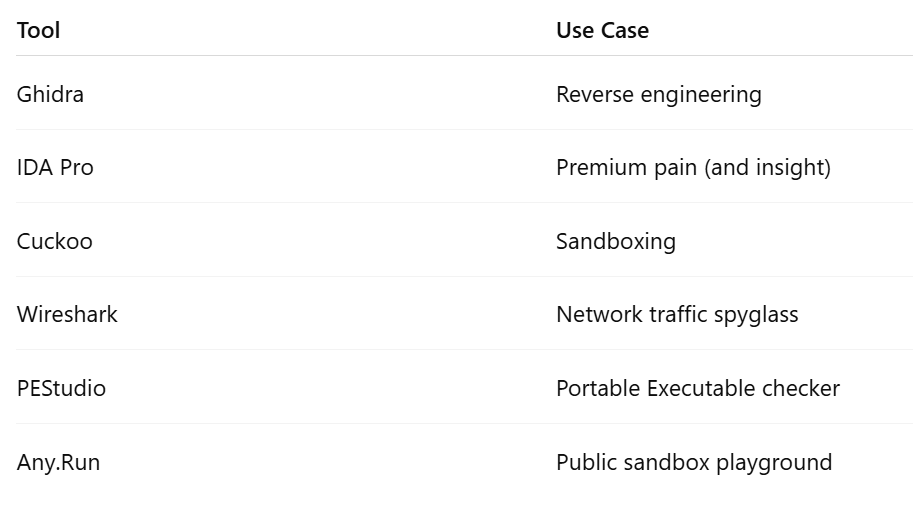 Tool Use Case
Ghidra Reverse engineering
IDA Pro Premium pain (and insight)
Cuckoo Sandboxing
Wireshark Network traffic spyglass
PEStudio Portable Executable checker
Any.Run Public sandbox playground